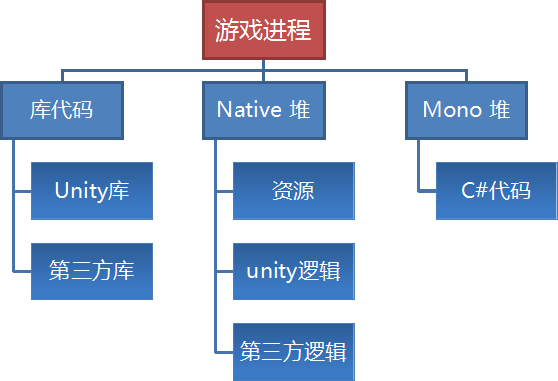 游戏进程
库代码
Native 堆
Mono 堆
Unity库
资源
C#代码
第三方库
unity逻辑
第三方逻辑